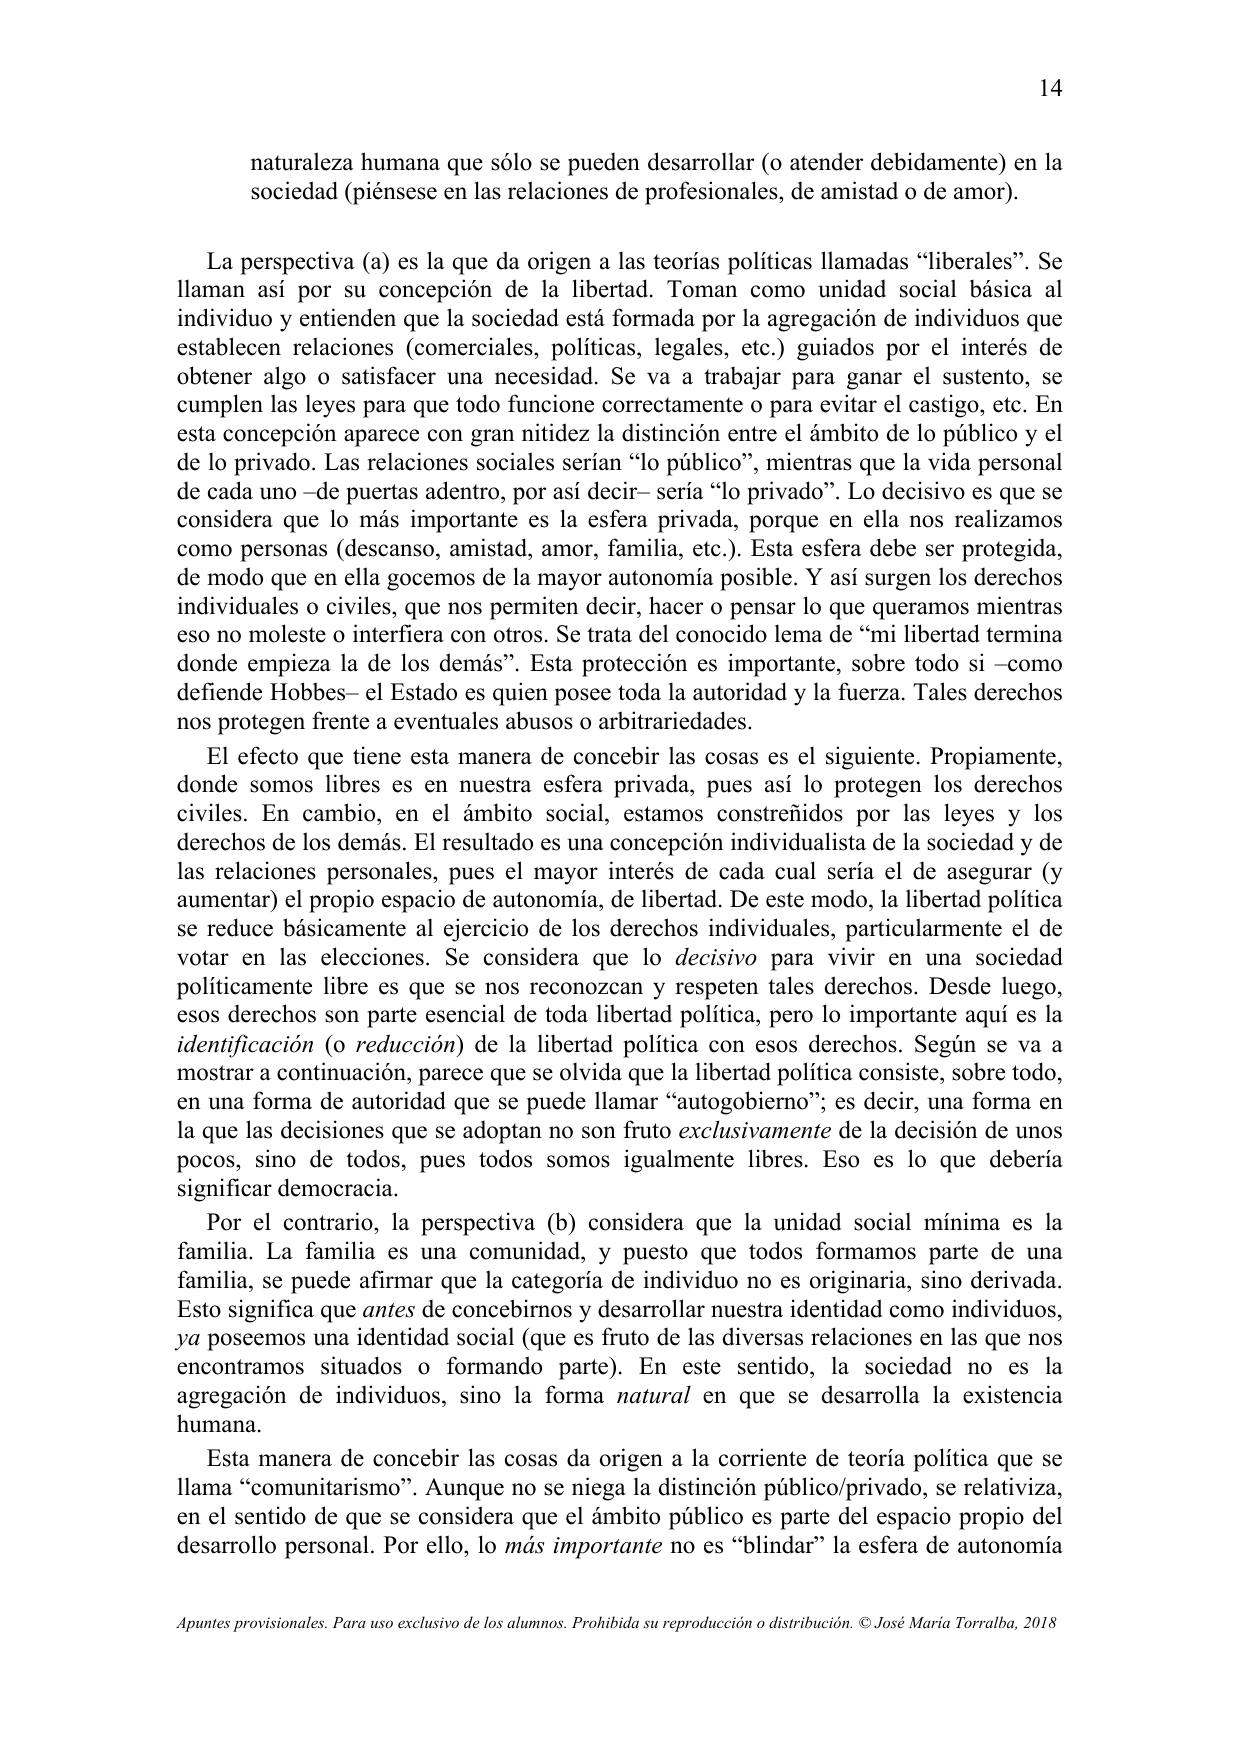 14
naturaleza humana que sólo se pueden desarrollar (o atender debidamente) en la
sociedad (piénsese en las relaciones de profesionales, de amistad o de amor).
La perspectiva (a) es la que da origen a las teorías políticas llamadas “liberales”. Se
llaman así por su concepción de la libertad. Toman como unidad social básica al
individuo y entienden que la sociedad está formada por la agregación de individuos que
establecen relaciones (comerciales, políticas, legales, etc.) guiados por el interés de
obtener algo o satisfacer una necesidad. Se va a trabajar para ganar el sustento, se
cumplen las leyes para que todo funcione correctamente o para evitar el castigo, etc. En
esta concepción aparece con gran nitidez la distinción entre el ámbito de lo público y el
de lo privado. Las relaciones sociales serían “lo público”, mientras que la vida personal
de cada uno –de puertas adentro, por así decir– sería “lo privado”. Lo decisivo es que se
considera que lo más importante es la esfera privada, porque en ella nos realizamos
como personas (descanso, amistad, amor, familia, etc.). Esta esfera debe ser protegida,
de modo que en ella gocemos de la mayor autonomía posible. Y así surgen los derechos
individuales o civiles, que nos permiten decir, hacer o pensar lo que queramos mientras
eso no moleste o interfiera con otros. Se trata del conocido lema de “mi libertad termina
donde empieza la de los demás”. Esta protección es importante, sobre todo si –como
defiende Hobbes– el Estado es quien posee toda la autoridad y la fuerza. Tales derechos
nos protegen frente a eventuales abusos o arbitrariedades.
El efecto que tiene esta manera de concebir las cosas es el siguiente. Propiamente,
donde somos libres es en nuestra esfera privada, pues así lo protegen los derechos
civiles. En cambio, en el ámbito social, estamos constreñidos por las leyes y los
derechos de los demás. El resultado es una concepción individualista de la sociedad y de
las relaciones personales, pues el mayor interés de cada cual sería el de asegurar (y
aumentar) el propio espacio de autonomía, de libertad. De este modo, la libertad política
se reduce básicamente al ejercicio de los derechos individuales, particularmente el de
votar en las elecciones. Se considera que lo decisivo para vivir en una sociedad
políticamente libre es que se nos reconozcan y respeten tales derechos. Desde luego,
esos derechos son parte esencial de toda libertad política, pero lo importante aquí es la
identificación (o reducción) de la libertad política con esos derechos. Según se va a
mostrar a continuación, parece que se olvida que la libertad política consiste, sobre todo,
en una forma de autoridad que se puede llamar “autogobierno”; es decir, una forma en
la que las decisiones que se adoptan no son fruto exclusivamente de la decisión de unos
pocos, sino de todos, pues todos somos igualmente libres. Eso es lo que debería
significar democracia.
Por el contrario, la perspectiva (b) considera que la unidad social mínima es la
familia. La familia es una comunidad, y puesto que todos formamos parte de una
familia, se puede afirmar que la categoría de individuo no es originaria, sino derivada.
Esto significa que antes de concebirnos y desarrollar nuestra identidad como individuos,
ya poseemos una identidad social (que es fruto de las diversas relaciones en las que nos
encontramos situados o formando parte). En este sentido, la sociedad no es la
agregación de individuos, sino la forma natural en que se desarrolla la existencia
humana.
Esta manera de concebir las cosas da origen a la corriente de teoría política que se
llama “comunitarismo”. Aunque no se niega la distinción público/privado, se relativiza,
en el sentido de que se considera que el ámbito público es parte del espacio propio del
desarrollo personal. Por ello, lo más importante no es “blindar” la esfera de autonomía
Apuntes provisionales. Para uso exclusivo de los alumnos. Prohibida su reproducción o distribución. © José María Torralba, 2018